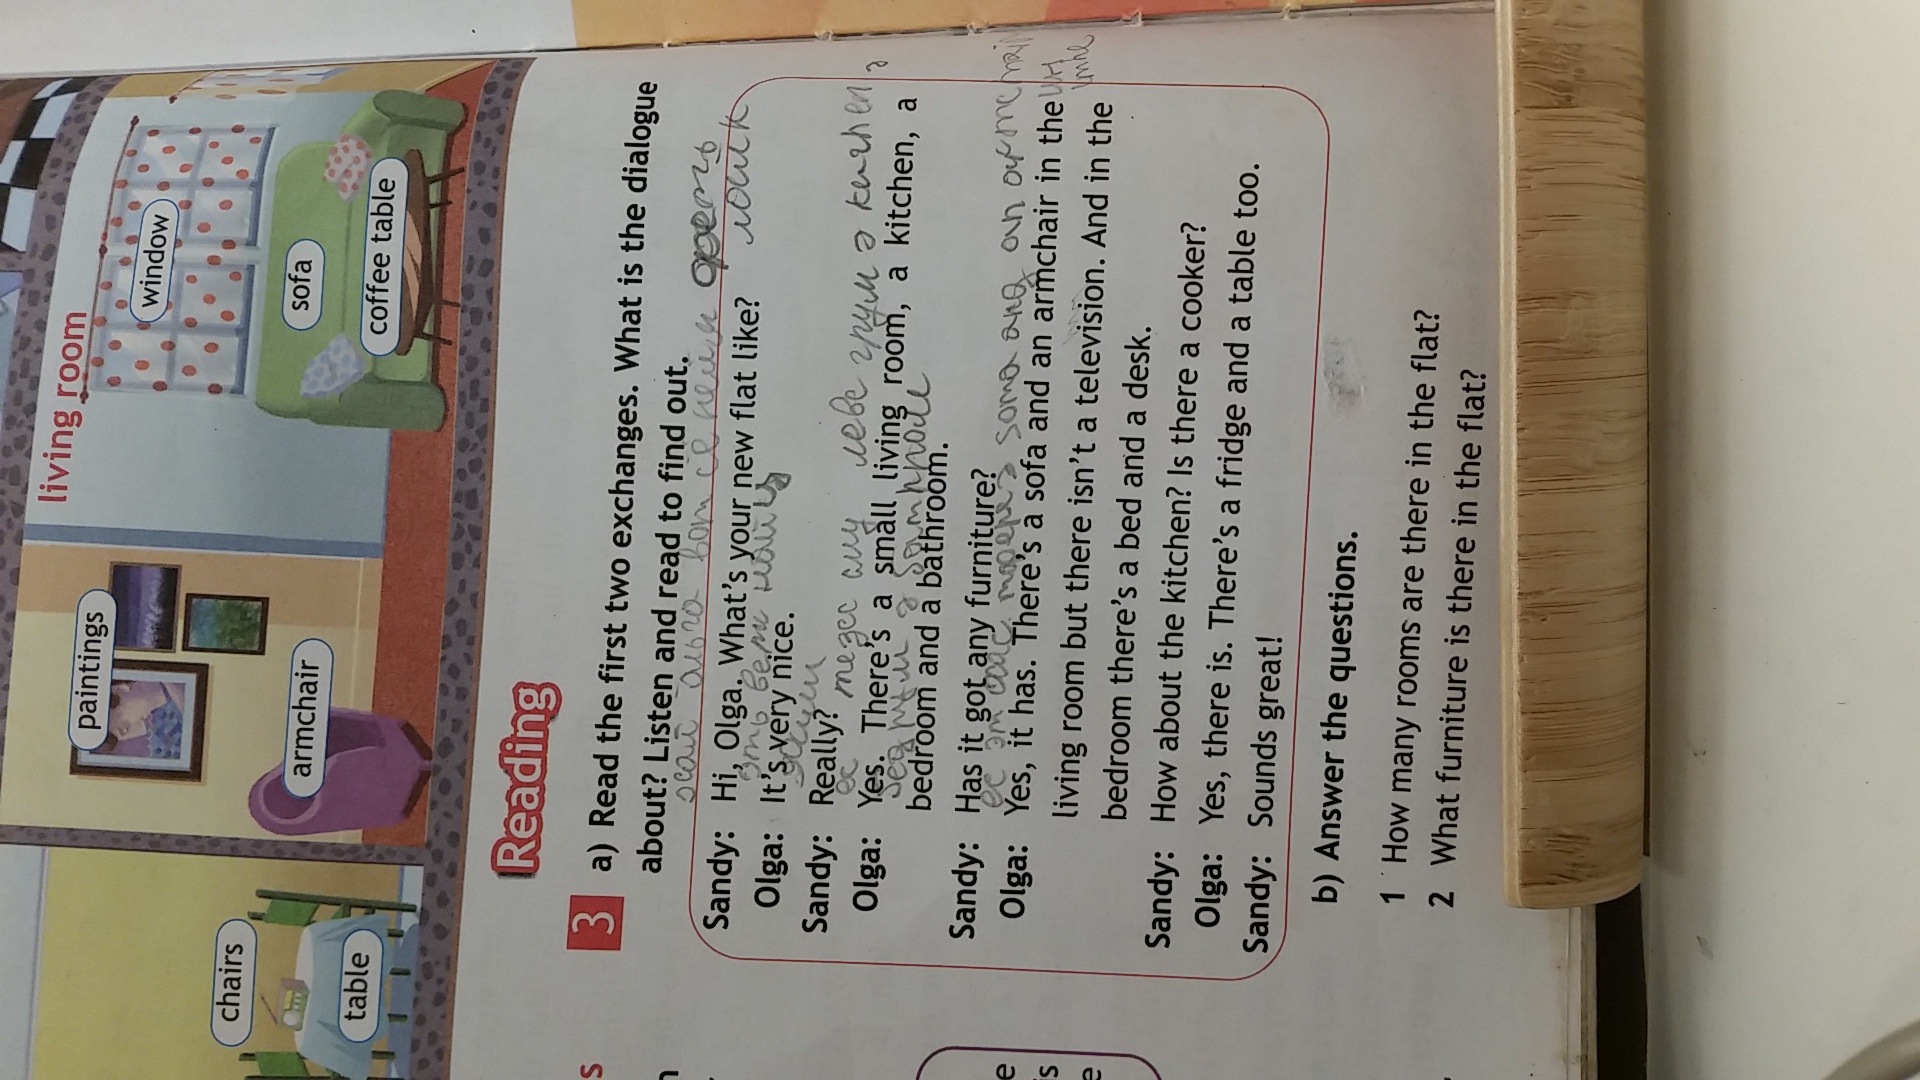 living room
paintings
window
armchair
sofa
coffee table
chairs
table
Reading
3 a) Read the first two exchanges. What is the dialogue
about? Listen and read to find out.
Sandy: Hi, Olga. What's your new flat like?
Olga: It's very nice.
Sandy: Really?
Olga: Yes. There's a small living room, a kitchen, a
bedroom and a bathroom.
Sandy: Has it got any furniture?
Olga: Yes, it has. There's a sofa and an armchair in the
living room but there isn't a television. And in the
bedroom there's a bed and a desk.
Sandy: How about the kitchen? Is there a cooker?
Olga: Yes, there is. There's a fridge and a table too.
Sandy: Sounds great!
b) Answer the questions.
1 How many rooms are there in the flat?
2 What furniture is there in the flat?
s
e
s
e